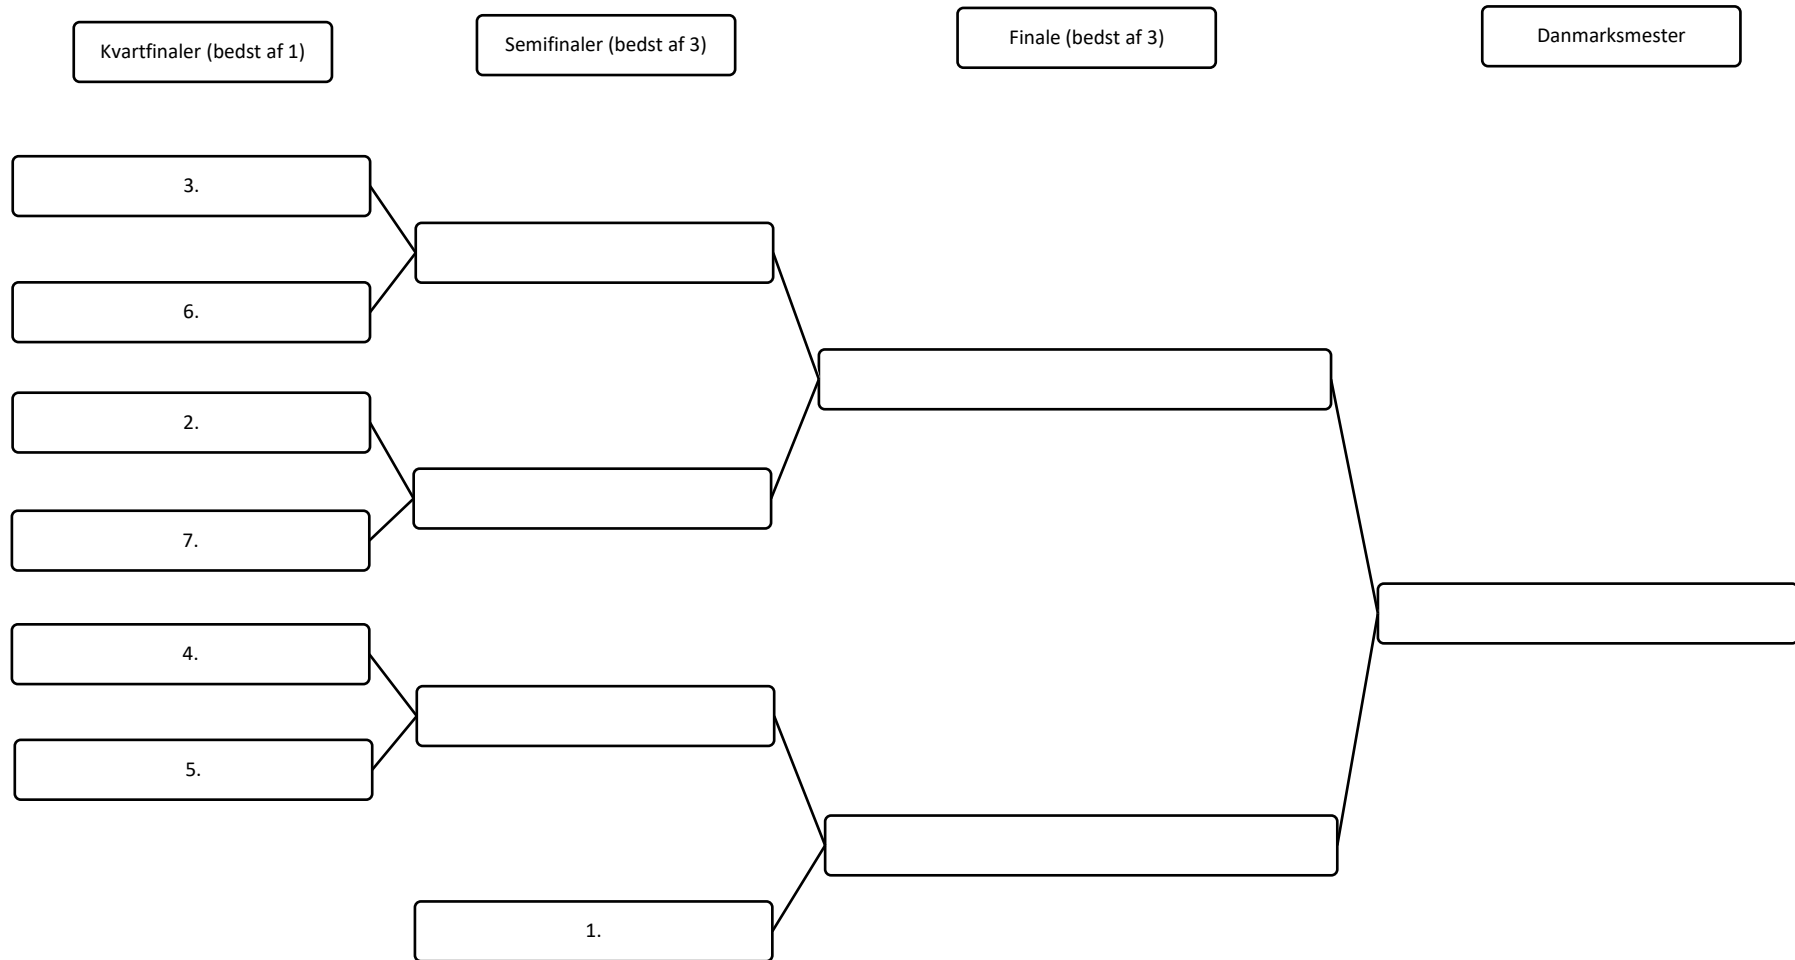 Kvartfinaler (bedst af 1)
Semifinaler (bedst af 3)
Finale (bedst af 3)
Danmarksmester
3.
6.
2.
7.
4.
5.
1.